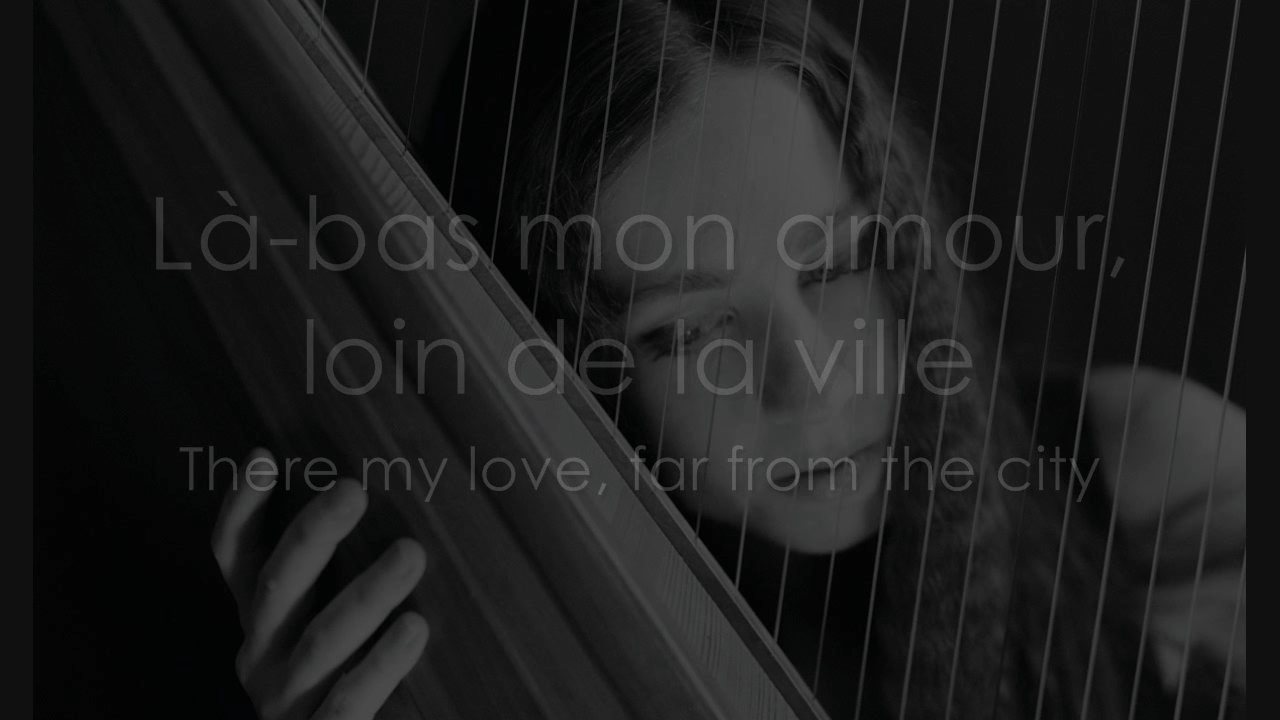 Là-bas mon amour,
loin de la ville
There my love, far from the city